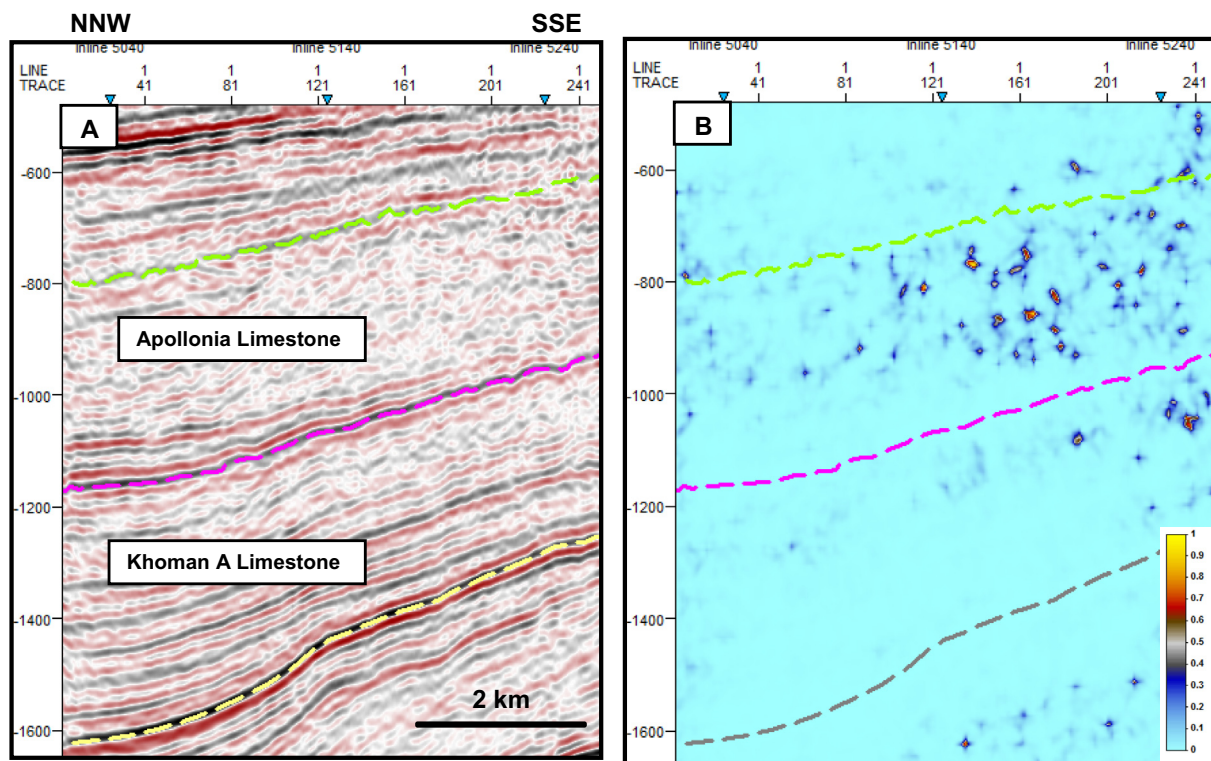 NNW SSE
Inline 5040 Inline 5140 Inline 5240
LINE 1 1 1 1 1 1
TRACE 41 81 121 161 201 241
A
-600
-800
Apollonia Limestone
-1000
-1200
Khoman A Limestone
-1400
2 km
-1600
Inline 5040 Inline 5140 Inline 5240
LINE 1 1 1 1 1 1
TRACE 41 81 121 161 201 241
B
-600
-800
-1000
-1200
-1400
-1600
1
0.9
0.8
0.7
0.6
0.5
0.4
0.3
0.2
0.1
0